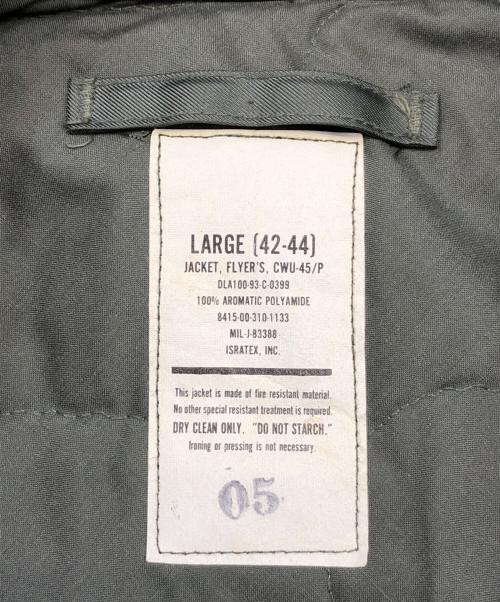 LARGE (42-44)
JACKET, FLYER'S, CWU-45/P
DLA100-93-C-0399
100% AROMATIC POLYAMIDE
8415-00-310-1133
MIL-J-83388
ISRATEX, INC.
This jacket is made of fire resistant material.
No other special resistant treatment is required.
DRY CLEAN ONLY. "DO NOT STARCH."
Ironing or pressing is not necessary.
05